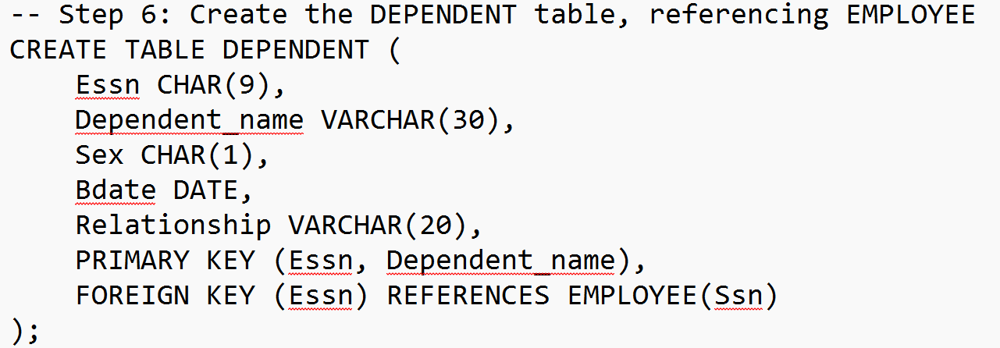 -- Step 6: Create the DEPENDENT table, referencing EMPLOYEE
CREATE TABLE DEPENDENT (
    Essn CHAR(9),
    Dependent_name VARCHAR(30),
    Sex CHAR(1),
    Bdate DATE,
    Relationship VARCHAR(20),
    PRIMARY KEY (Essn, Dependent_name),
    FOREIGN KEY (Essn) REFERENCES EMPLOYEE(Ssn)
);